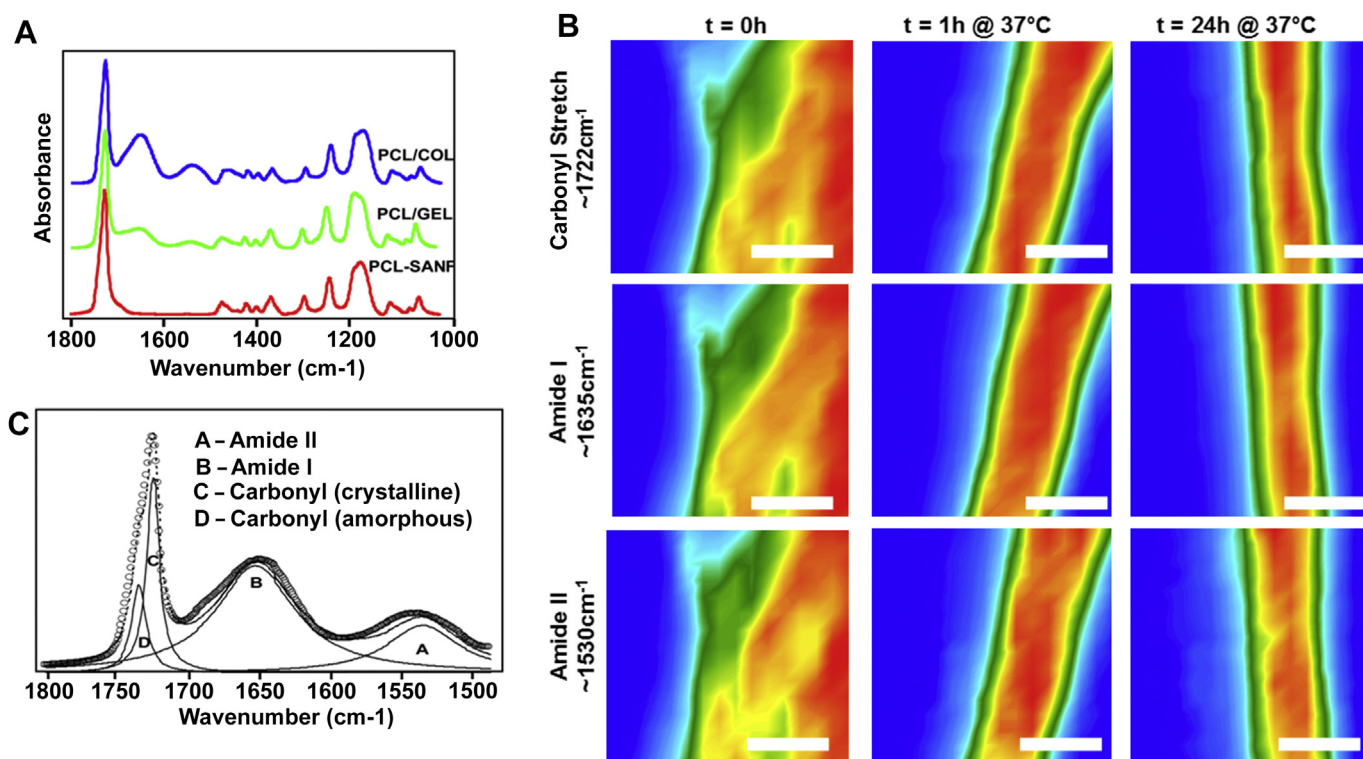 A
Absorbance
PCL/COL
PCL/GEL
PCL-SANF
1800 1600 1400 1200 1000
Wavenumber (cm-1)
B
t = 0h
t = 1h @ 37°C
t = 24h @ 37°C
Carbonyl Stretch
~1722cm-1
Amide I
~1635cm-1
Amide II
~1530cm-1
C
A – Amide II
B – Amide I
C – Carbonyl (crystalline)
D – Carbonyl (amorphous)
C
B
D
A
1800 1750 1700 1650 1600 1550 1500
Wavenumber (cm-1)